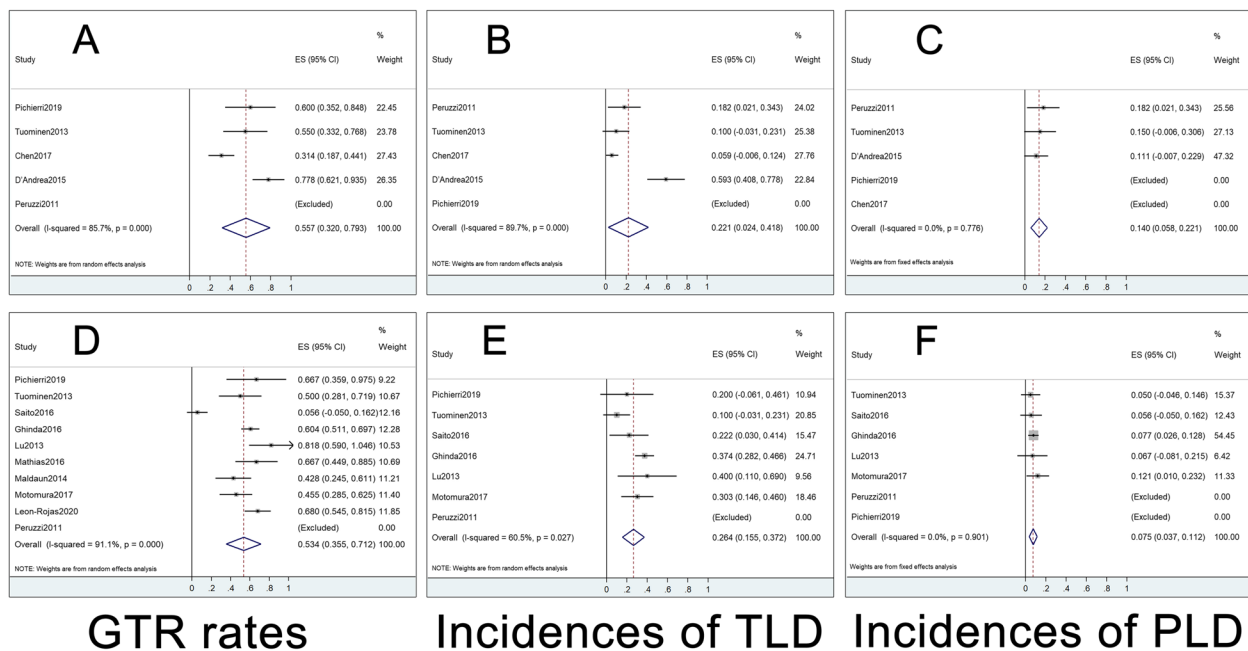 A
%
Study ES (95% CI) Weight
Pichierri2019 0.600 (0.352, 0.848) 22.45
Tuominen2013 0.550 (0.332, 0.768) 23.78
Chen2017 0.314 (0.187, 0.441) 27.43
D'Andrea2015 0.778 (0.621, 0.935) 26.35
Peruzzi2011 (Excluded) 0.00
Overall (I-squared = 85.7%, p = 0.000) 0.557 (0.320, 0.793) 100.00
NOTE: Weights are from random effects analysis
0 .2 .4 .6 .8 1
B
%
Study ES (95% CI) Weight
Peruzzi2011 0.182 (0.021, 0.343) 24.02
Tuominen2013 0.100 (-0.031, 0.231) 25.38
Chen2017 0.059 (-0.006, 0.124) 27.76
D'Andrea2015 0.593 (0.408, 0.778) 22.84
Pichierri2019 (Excluded) 0.00
Overall (I-squared = 89.7%, p = 0.000) 0.221 (0.024, 0.418) 100.00
NOTE: Weights are from random effects analysis
0 .2 .4 .6 .8 1
C
%
Study ES (95% CI) Weight
Peruzzi2011 0.182 (0.021, 0.343) 25.56
Tuominen2013 0.150 (-0.006, 0.306) 27.13
D'Andrea2015 0.111 (-0.007, 0.229) 47.32
Pichierri2019 (Excluded) 0.00
Chen2017 (Excluded) 0.00
Overall (I-squared = 0.0%, p = 0.776) 0.140 (0.058, 0.221) 100.00
Weights are from fixed effects analysis
0 .2 .4 .6 .8 1
D
%
Study ES (95% CI) Weight
Pichierri2019 0.667 (0.359, 0.975) 9.22
Tuominen2013 0.500 (0.281, 0.719) 10.67
Saito2016 0.056 (-0.050, 0.162) 12.16
Ghinda2016 0.604 (0.511, 0.697) 12.28
Lu2013 0.818 (0.590, 1.046) 10.53
Mathias2016 0.667 (0.449, 0.885) 10.69
Maldaun2014 0.428 (0.245, 0.611) 11.21
Motomura2017 0.455 (0.285, 0.625) 11.40
Leon-Rojas2020 0.680 (0.545, 0.815) 11.85
Peruzzi2011 (Excluded) 0.00
Overall (I-squared = 91.1%, p = 0.000) 0.534 (0.355, 0.712) 100.00
NOTE: Weights are from random effects analysis
0 .2 .4 .6 .8 1
E
%
Study ES (95% CI) Weight
Pichierri2019 0.200 (-0.061, 0.461) 10.94
Tuominen2013 0.100 (-0.031, 0.231) 20.85
Saito2016 0.222 (0.030, 0.414) 15.47
Ghinda2016 0.374 (0.282, 0.466) 24.71
Lu2013 0.400 (0.110, 0.690) 9.56
Motomura2017 0.303 (0.146, 0.460) 18.46
Peruzzi2011 (Excluded) 0.00
Overall (I-squared = 60.5%, p = 0.027) 0.264 (0.155, 0.372) 100.00
NOTE: Weights are from random effects analysis
0 .2 .4 .6 .8 1
F
%
Study ES (95% CI) Weight
Tuominen2013 0.050 (-0.046, 0.146) 15.37
Saito2016 0.056 (-0.050, 0.162) 12.43
Ghinda2016 0.077 (0.026, 0.128) 54.45
Lu2013 0.067 (-0.081, 0.215) 6.42
Motomura2017 0.121 (0.010, 0.232) 11.33
Peruzzi2011 (Excluded) 0.00
Pichierri2019 (Excluded) 0.00
Overall (I-squared = 0.0%, p = 0.901) 0.075 (0.037, 0.112) 100.00
Weights are from fixed effects analysis
0 .2 .4 .6 .8 1
GTR rates
Incidences of TLD
Incidences of PLD